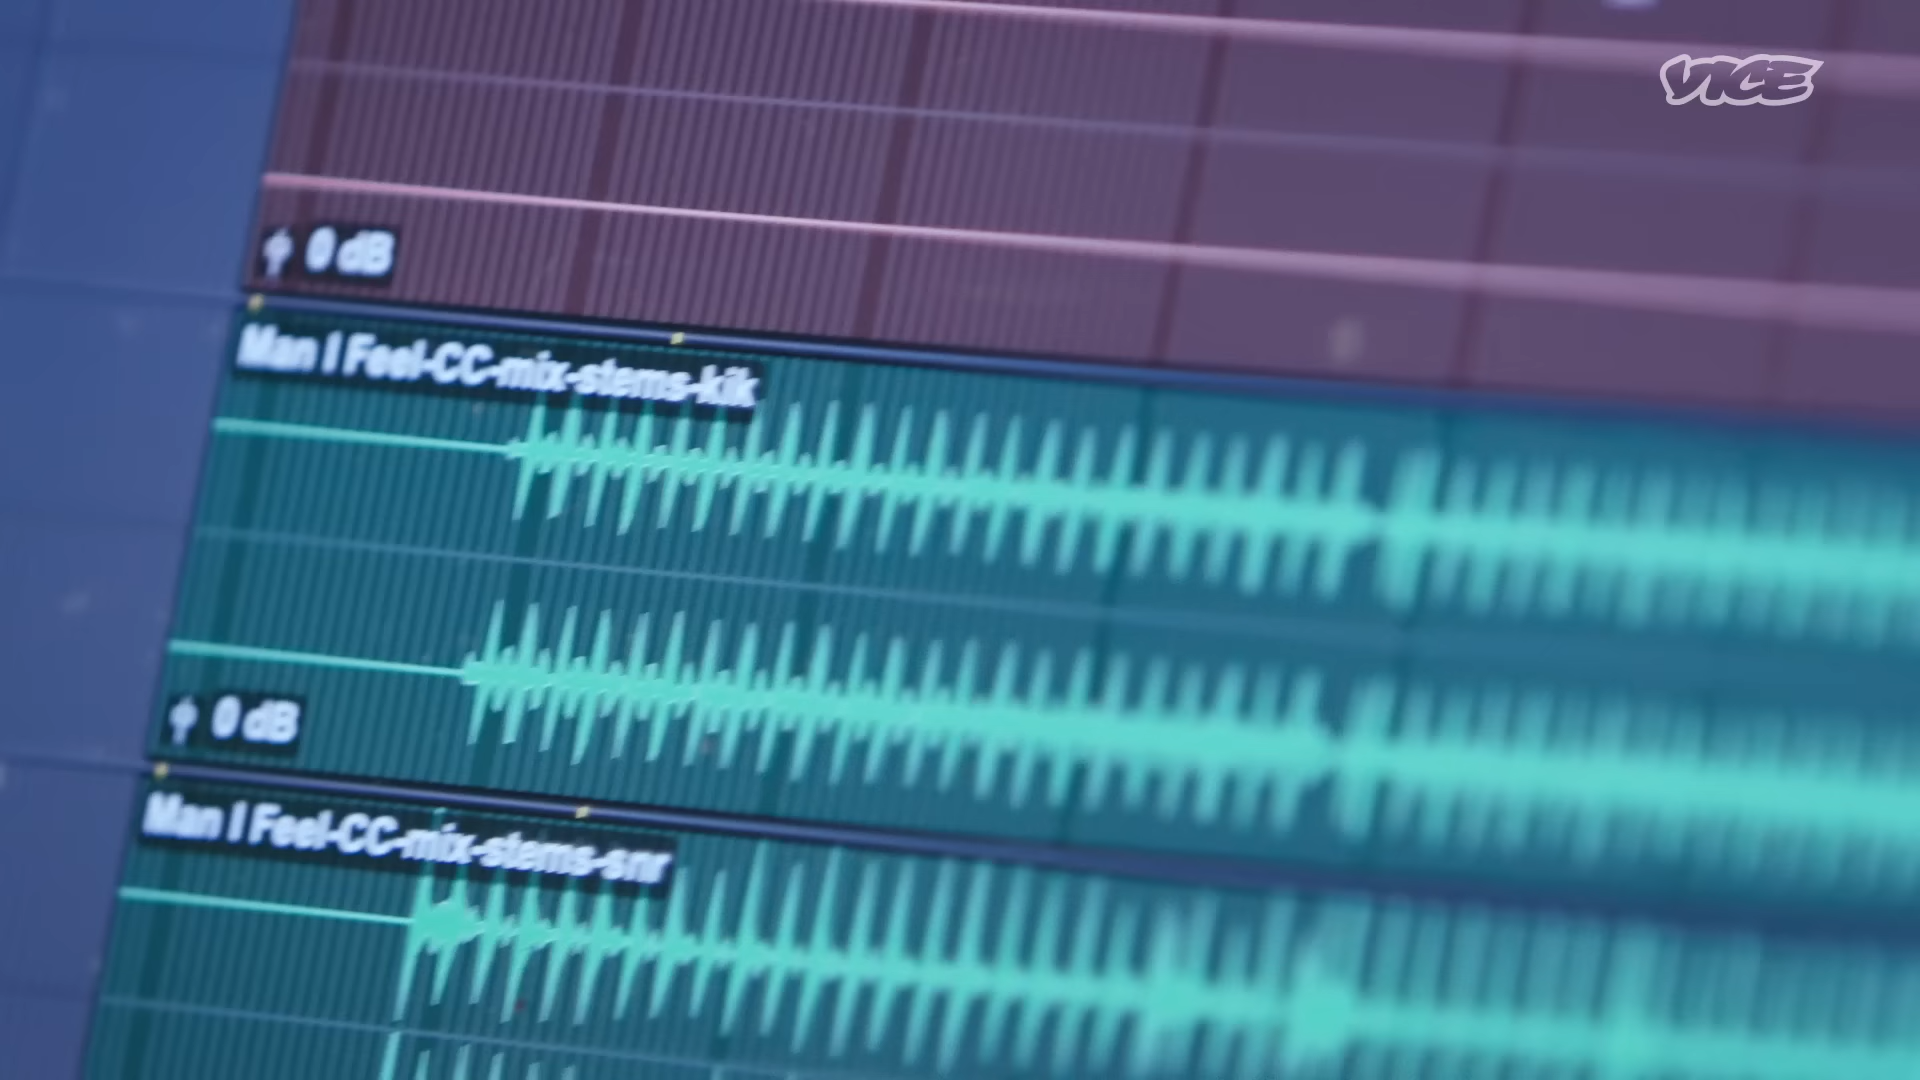 VICE
0 dB
Man I Feel-CC-mix-stems-kik
0 dB
Man I Feel-CC-mix-stems-snr